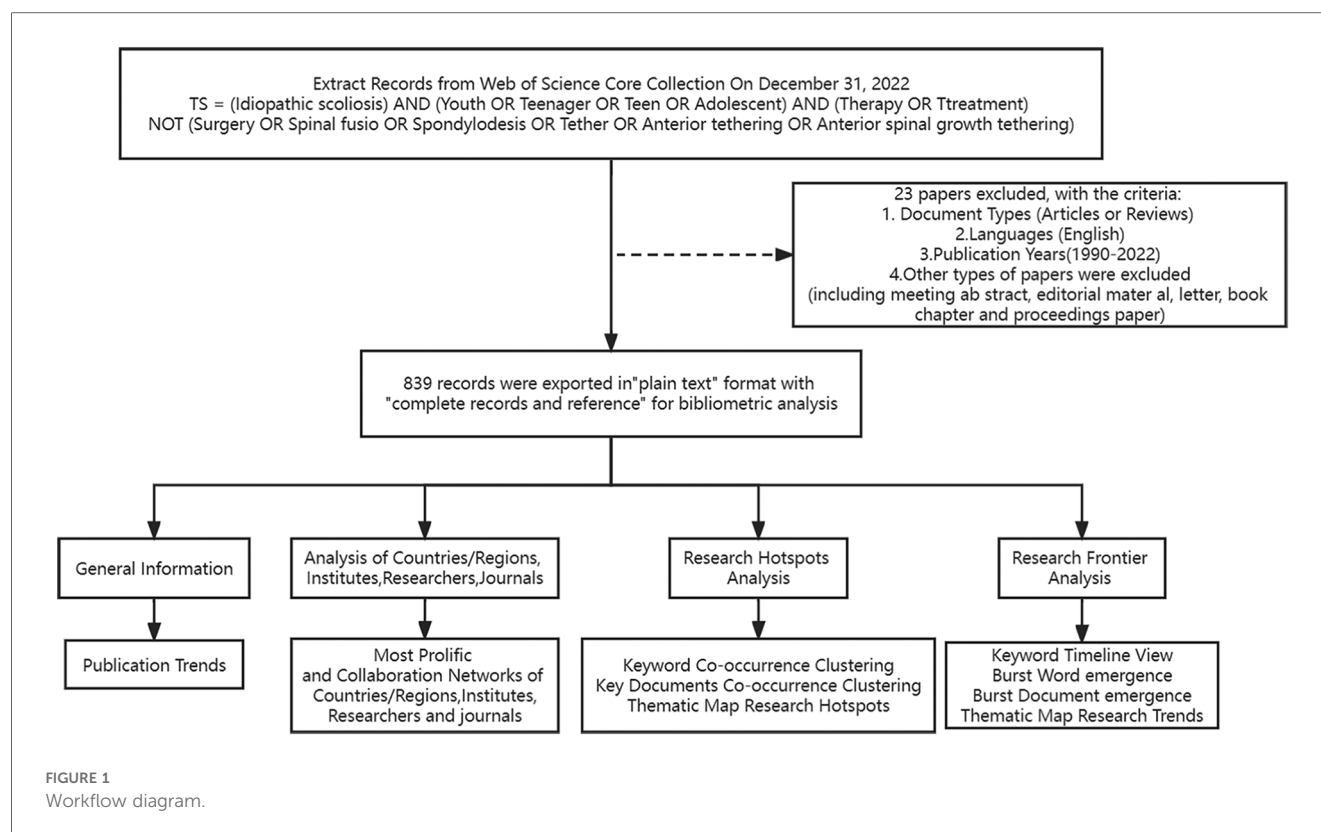 Extract Records from Web of Science Core Collection On December 31, 2022
TS = (Idiopathic scoliosis) AND (Youth OR Teenager OR Teen OR Adolescent) AND (Therapy OR Ttreatment)
NOT (Surgery OR Spinal fusio OR Spondylodesis OR Tether OR Anterior tethering OR Anterior spinal growth tethering)
23 papers excluded, with the criteria:
1. Document Types (Articles or Reviews)
2.Languages (English)
3.Publication Years(1990-2022)
4.Other types of papers were excluded
(including meeting ab stract, editorial mater al, letter, book
chapter and proceedings paper)
839 records were exported in"plain text" format with
"complete records and reference" for bibliometric analysis
General Information
Analysis of Countries/Regions,
Institutes,Researchers,Journals
Research Hotspots
Analysis
Research Frontier
Analysis
Publication Trends
Most Prolific
and Collaboration Networks of
Countries/Regions,Institutes,
Researchers and journals
Keyword Co-occurrence Clustering
Key Documents Co-occurrence Clustering
Thematic Map Research Hotspots
Keyword Timeline View
Burst Word emergence
Burst Document emergence
Thematic Map Research Trends
FIGURE 1
Workflow diagram.